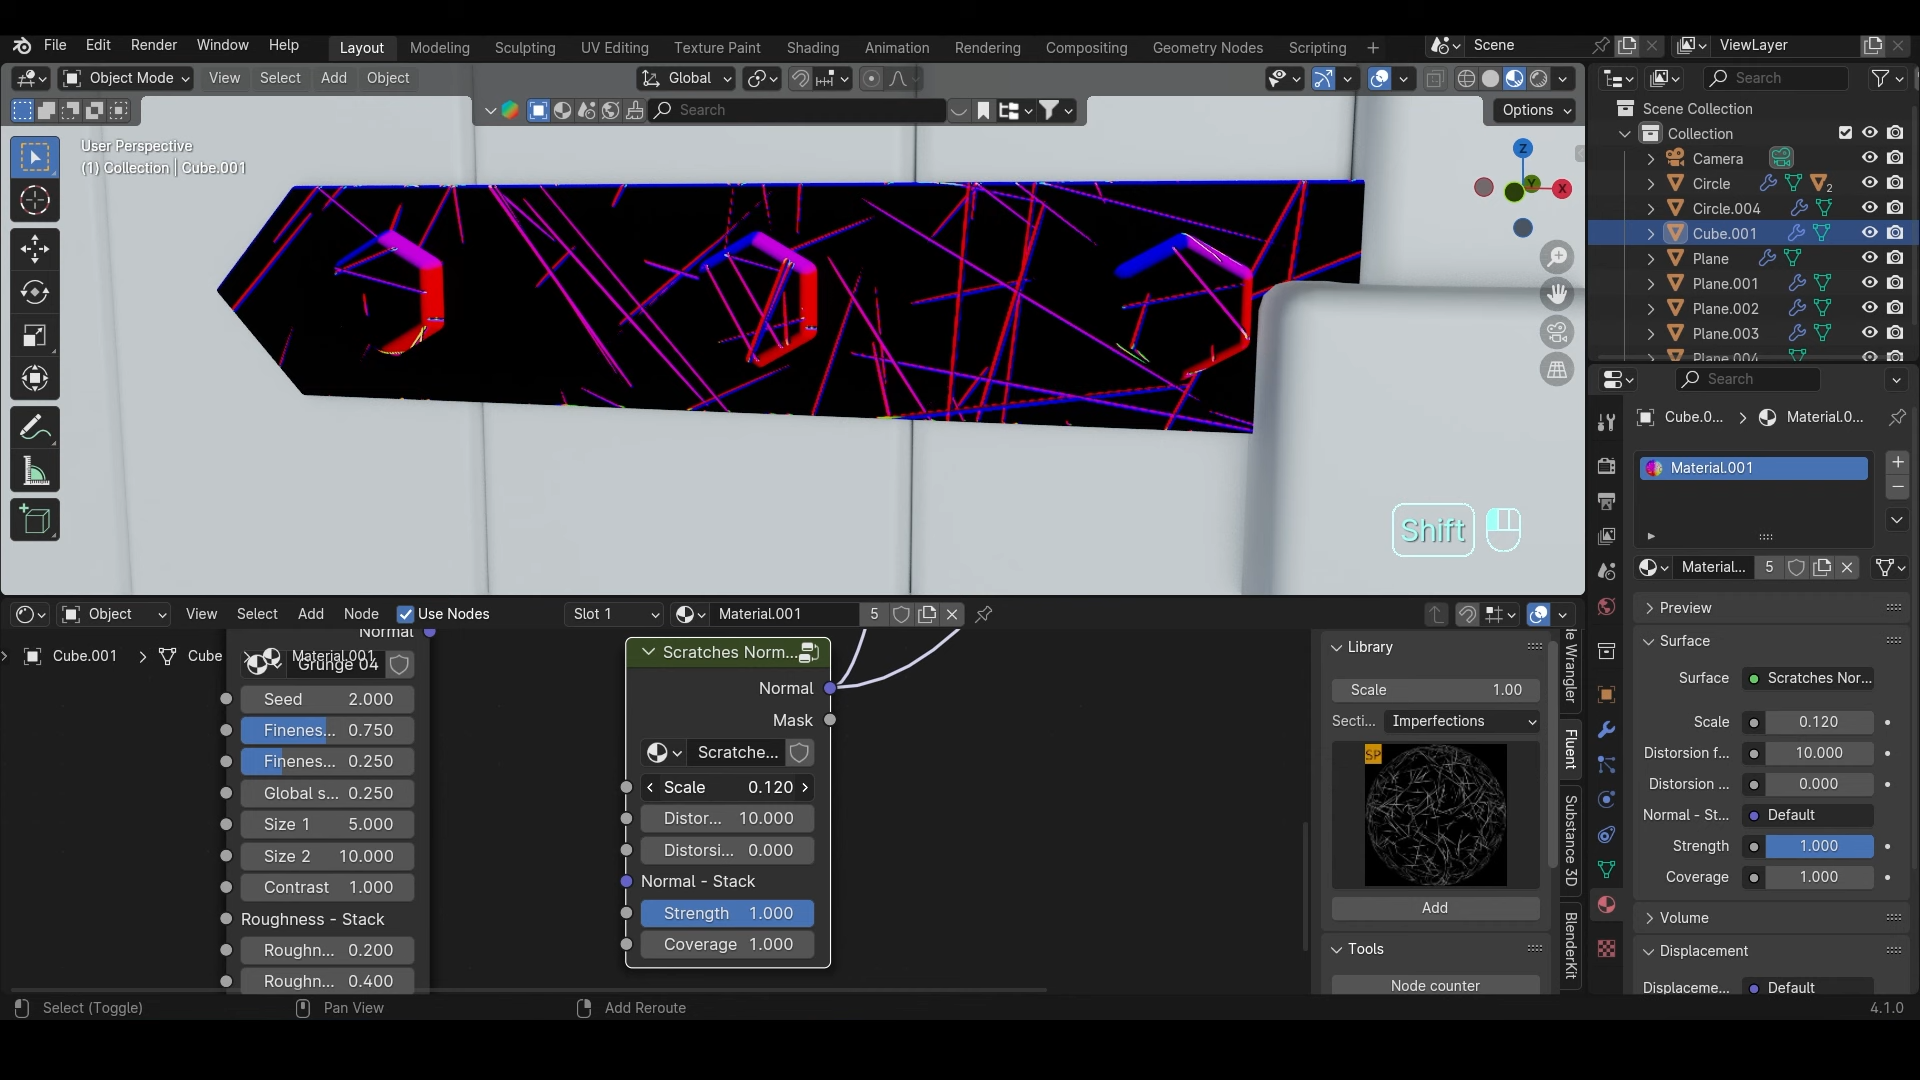 File Edit Render Window Help Layout Modeling Sculpting UV Editing Texture Paint Shading Animation Rendering Compositing Geometry Nodes Scripting + Scene ViewLayer
Object Mode View Select Add Object Global Search
Search Options
User Perspective
(1) Collection | Cube.001
Z
Y
X
Scene Collection
Collection
Camera
Circle 2
Circle.004
Cube.001
Plane
Plane.001
Plane.002
Plane.003
Plane.004
Search
Cube.0... Material.0...
Material.001
Material... 5
Preview
Surface
Surface Scratches Nor...
Scale 0.120
Distorsion f... 10.000
Distorsion ... 0.000
Normal - St... Default
Strength 1.000
Coverage 1.000
Volume
Displacement
Displaceme... Default
Shift
Object View Select Add Node Use Nodes Slot 1 Material.001 5
Cube.001 Cube Material.001
Normal
Grunge 04
Seed 2.000
Finenes... 0.750
Finenes... 0.250
Global s... 0.250
Size 1 5.000
Size 2 10.000
Contrast 1.000
Roughness - Stack
Roughn... 0.200
Roughn... 0.400
Scratches Norm...
Normal
Mask
Scratche...
Scale 0.120
Distor... 10.000
Distorsi... 0.000
Normal - Stack
Strength 1.000
Coverage 1.000
Library
Scale 1.00
Secti... Imperfections
SP
Add
Tools
Node counter
e Wrangler
Fluent
Substance 3D
BlenderKit
Select (Toggle) Pan View Add Reroute 4.1.0